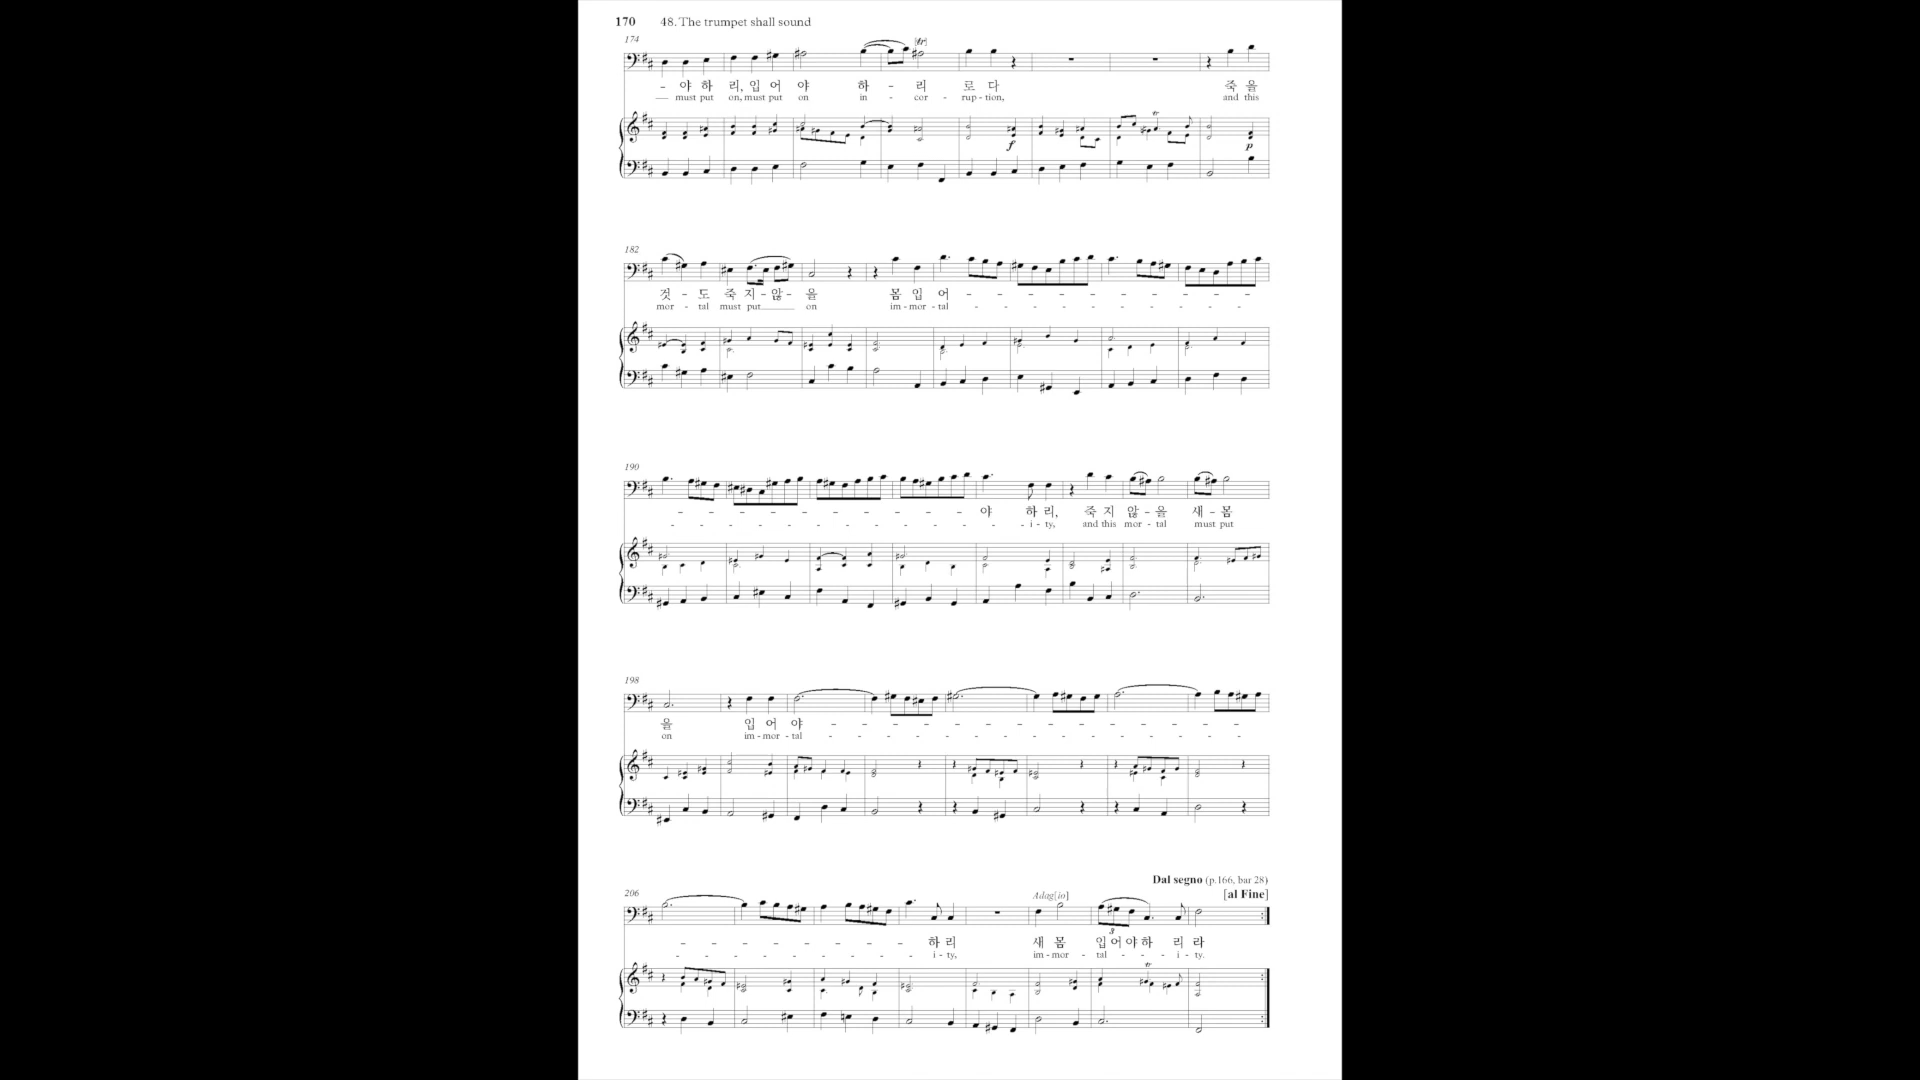 170 48. The trumpet shall sound
174
- 야 하 리, 입 어 야 하 - 리 로 다 죽 을
must put on, must put on in - cor - rup - tion, and this
f p
182
것 - 도 죽 지 - 않 - 을 몸 입 어 - - - - - - - - - - - -
mor - tal must put on im - mor - tal - - - - - - - - - - -
190
- - - - - - - - - - - 야 하 리, 죽 지 않 - 을 새 - 몸
- - - - - - - - - - - - i - ty, and this mor - tal must put
198
을 입 어 야 - - - - - - - - - - - - - - -
on im - mor - tal - - - - - - - - - - - - - -
Dal segno (p.166, bar 28)
206 Adag[io] [al Fine]
- - - - - - - - - - 하 리 새 몸 입 어 야 하 리 라
3
- - - - - - - - - - i - ty, im - mor - tal - - - i - ty.